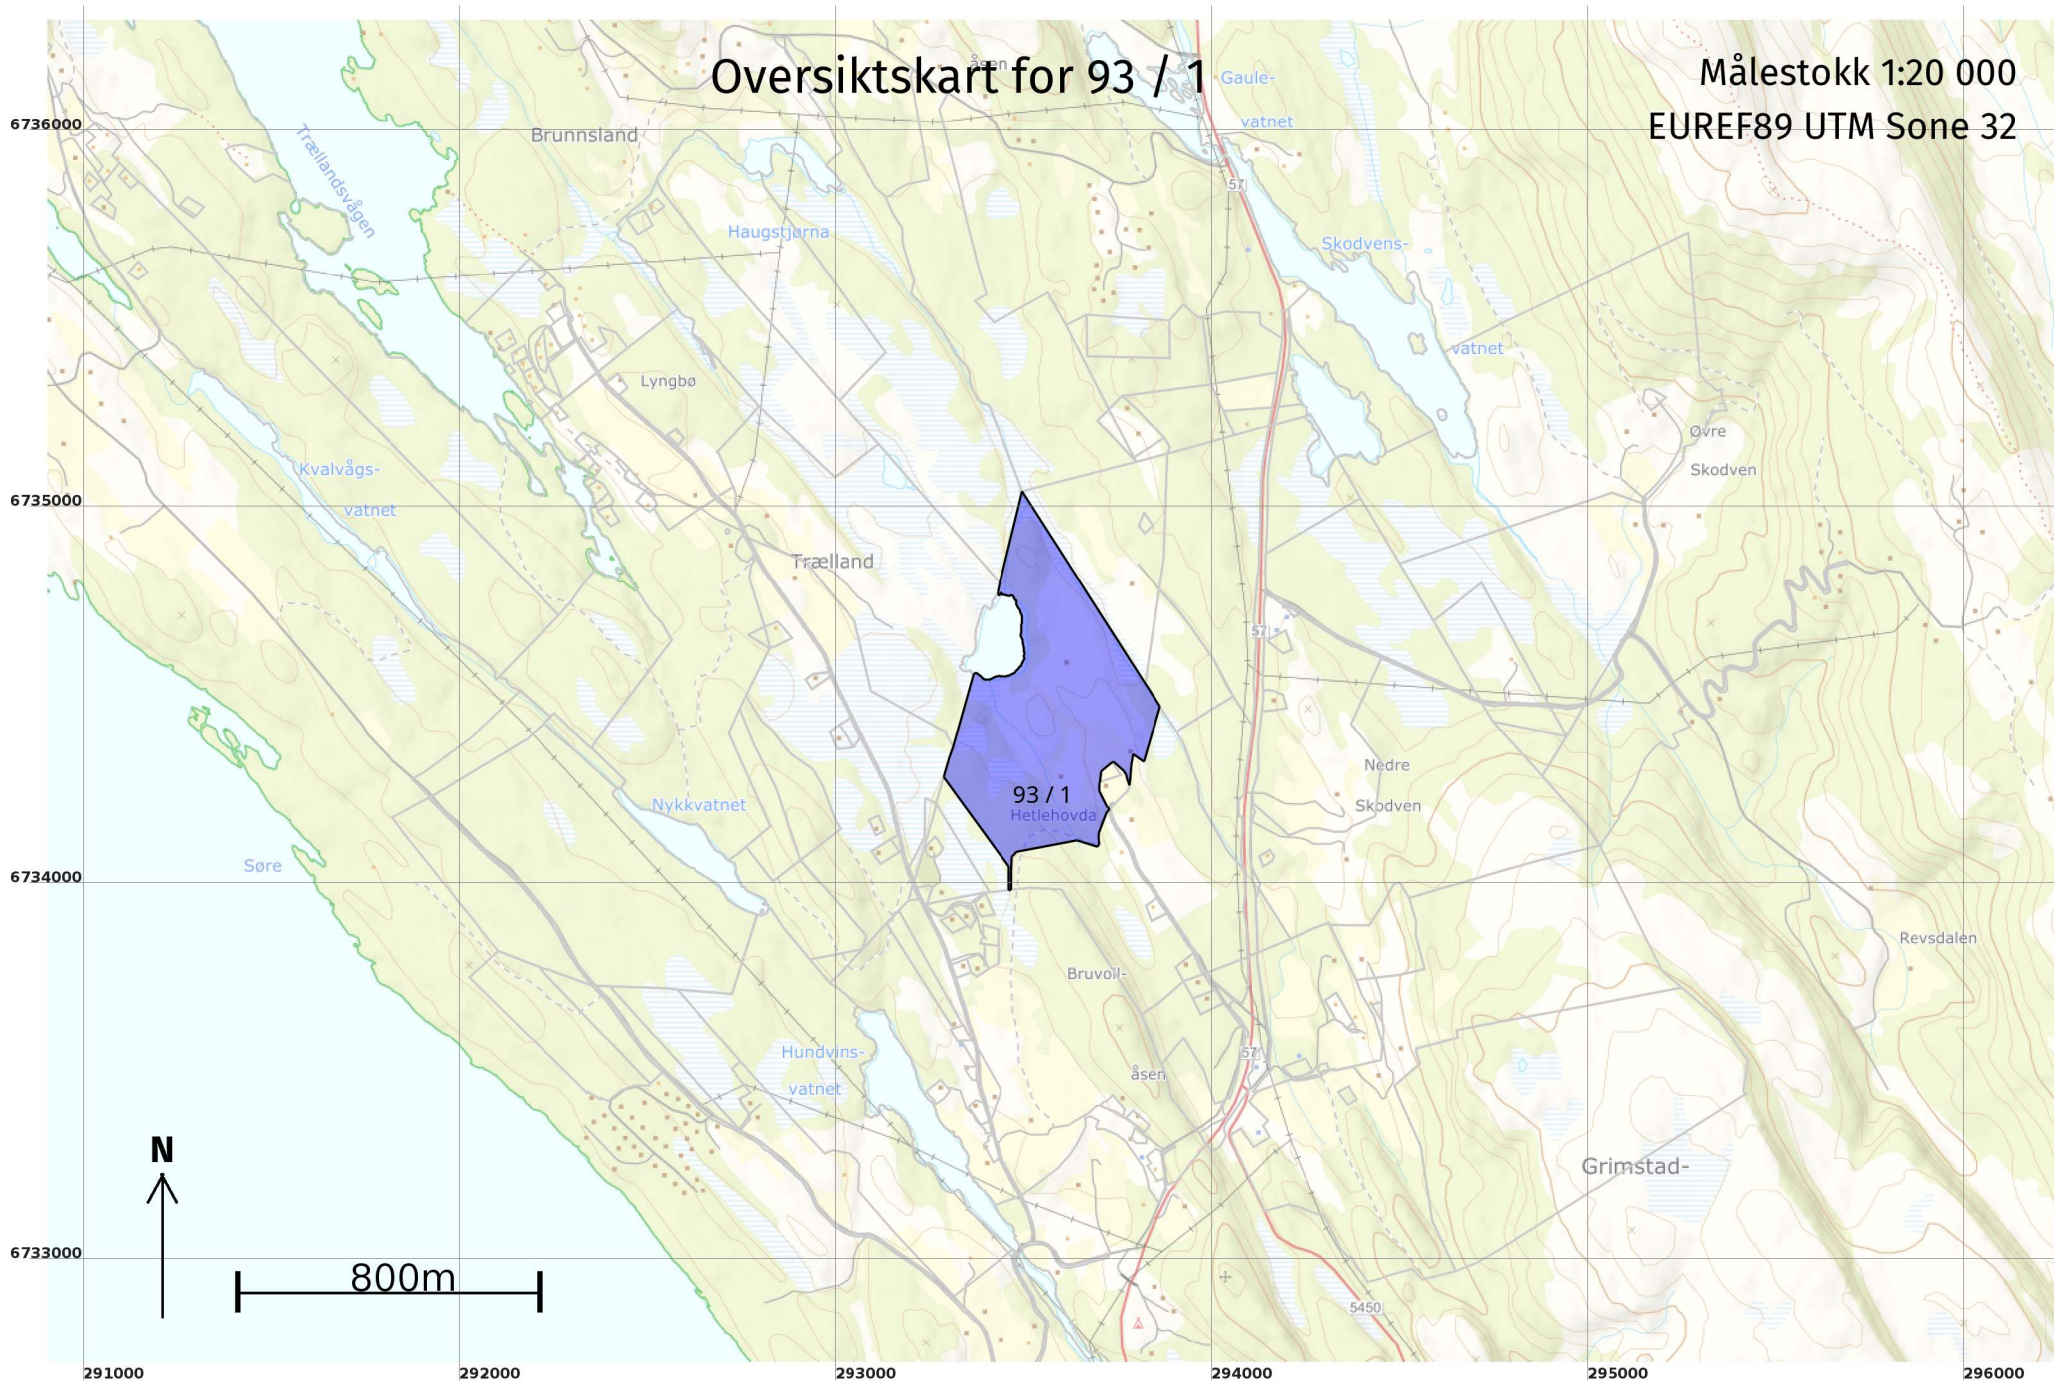 Oversiktskart for 93 / 1
Målestokk 1:20 000
EUREF89 UTM Sone 32
åsen
Gaule-
vatnet
6736000
Brunnsland
Trællandsvågen
57
Haugstjørna
Skodvens-
vatnet
Lyngbø
Øvre
Skodven
Kvalvågs-
vatnet
6735000
Trælland
57
Nedre
Skodven
93 / 1
Hetlehovda
Nykkvatnet
Søre
6734000
Revsdalen
Bruvoll-
åsen
Hundvins-
vatnet
57
N
Grimstad-
6733000
800m
5450
291000
292000
293000
294000
295000
296000